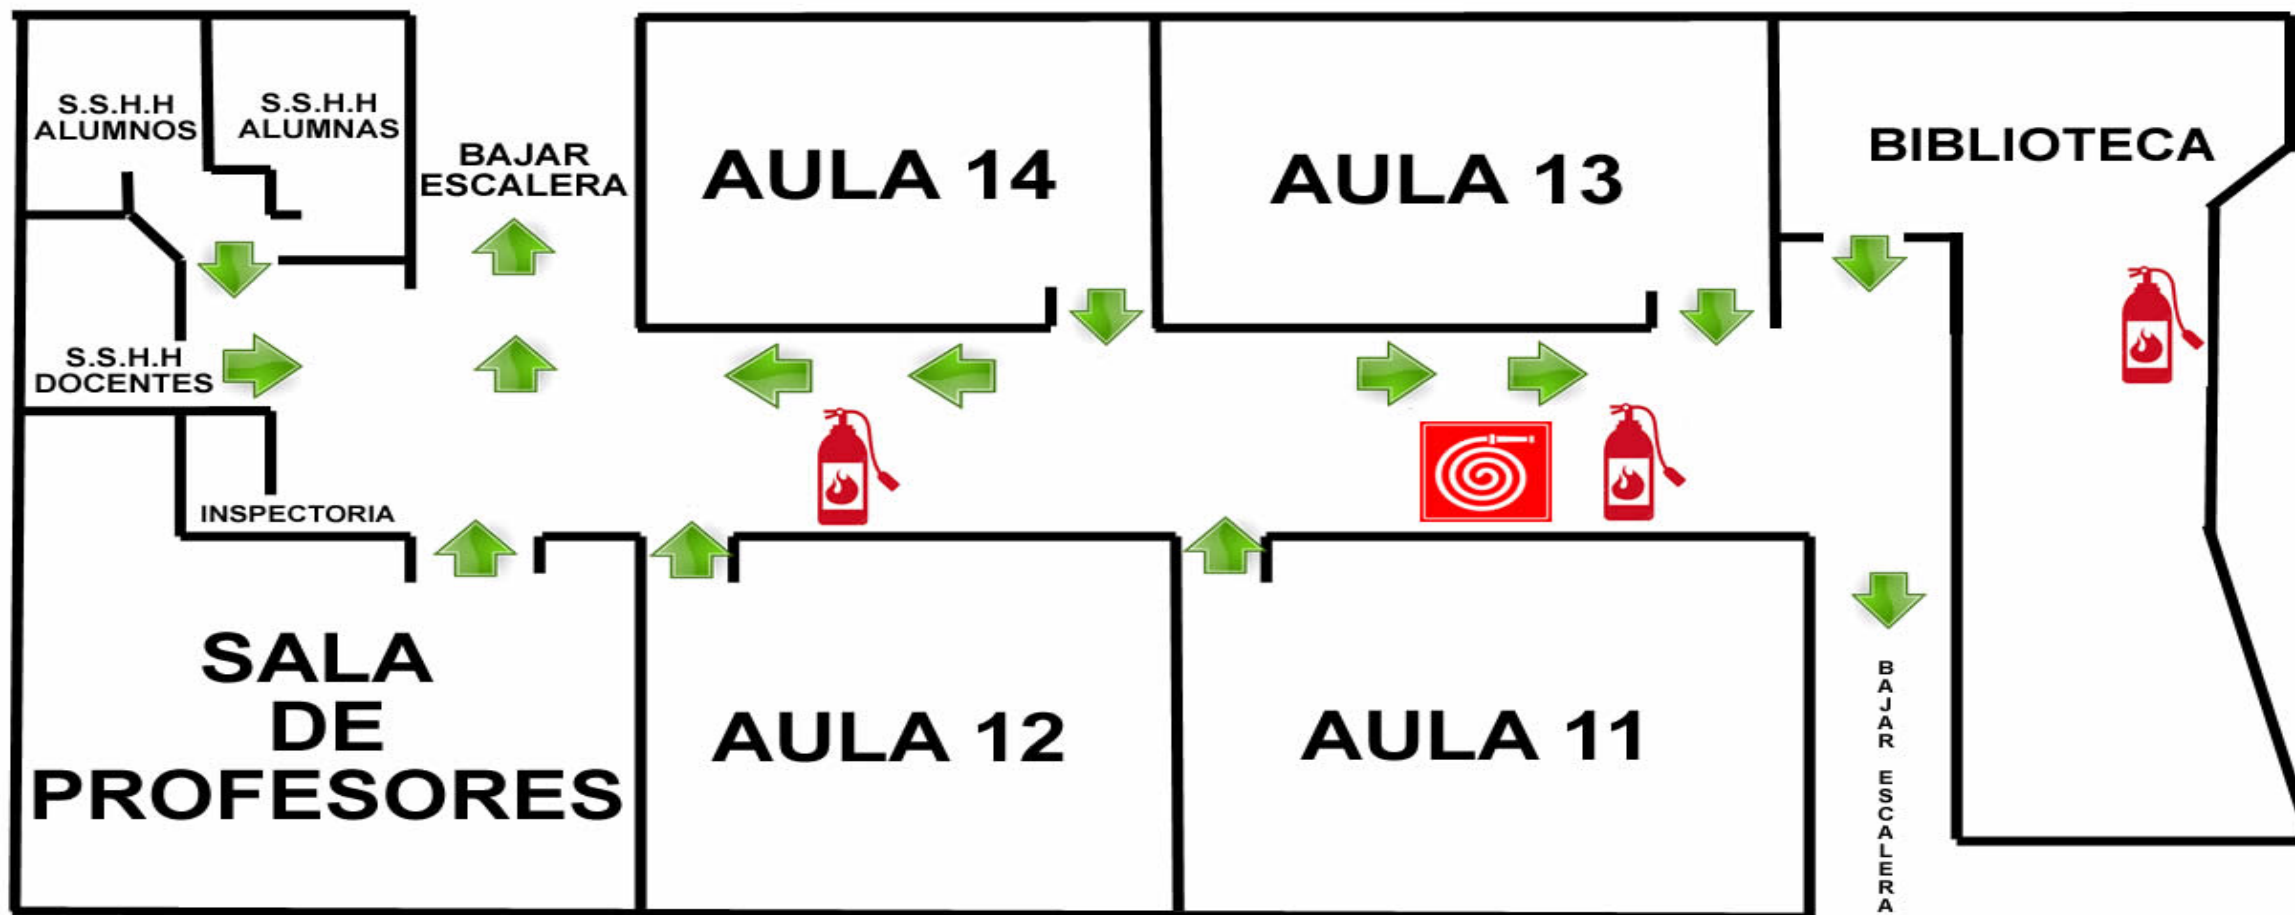 S.S.H.H
ALUMNOS
S.S.H.H
ALUMNAS
BAJAR
ESCALERA
AULA 14
AULA 13
BIBLIOTECA
S.S.H.H
DOCENTES
INSPECTORIA
SALA
DE
PROFESORES
AULA 12
AULA 11
BAJAR ESCALERA